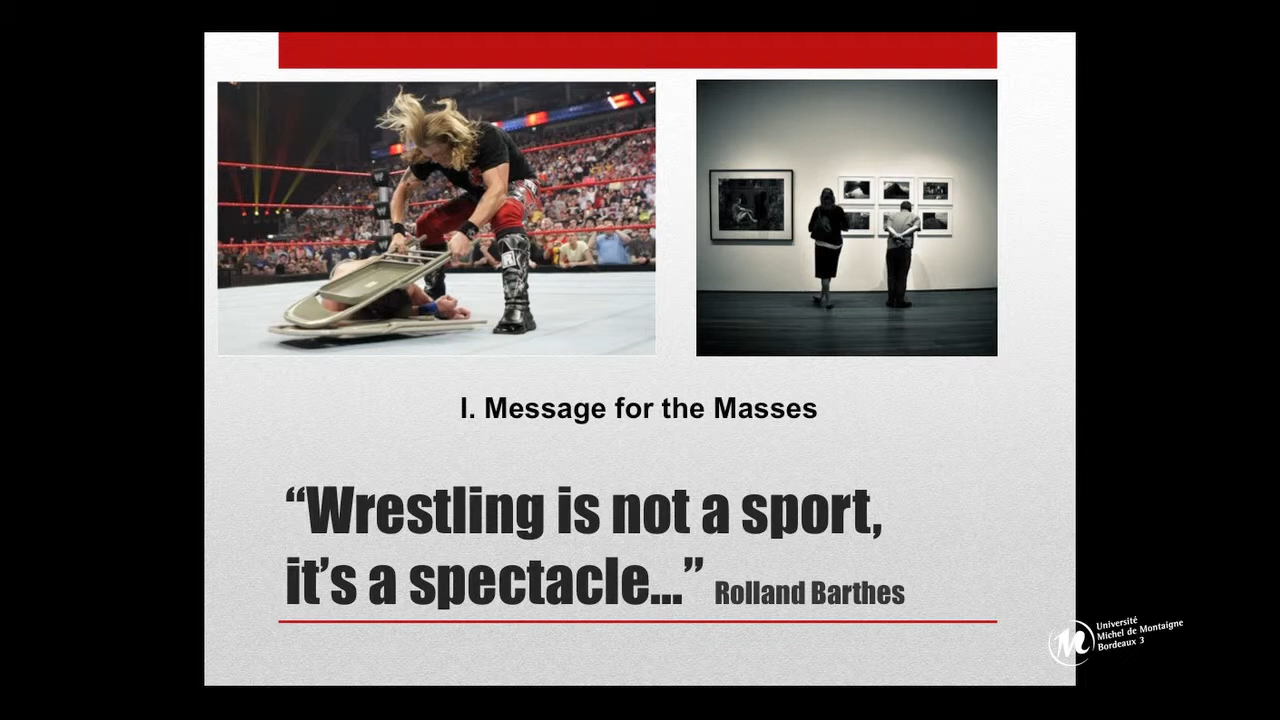 I. Message for the Masses
“Wrestling is not a sport,
it’s a spectacle...” Rolland Barthes
Université
Michel de Montaigne
Bordeaux 3